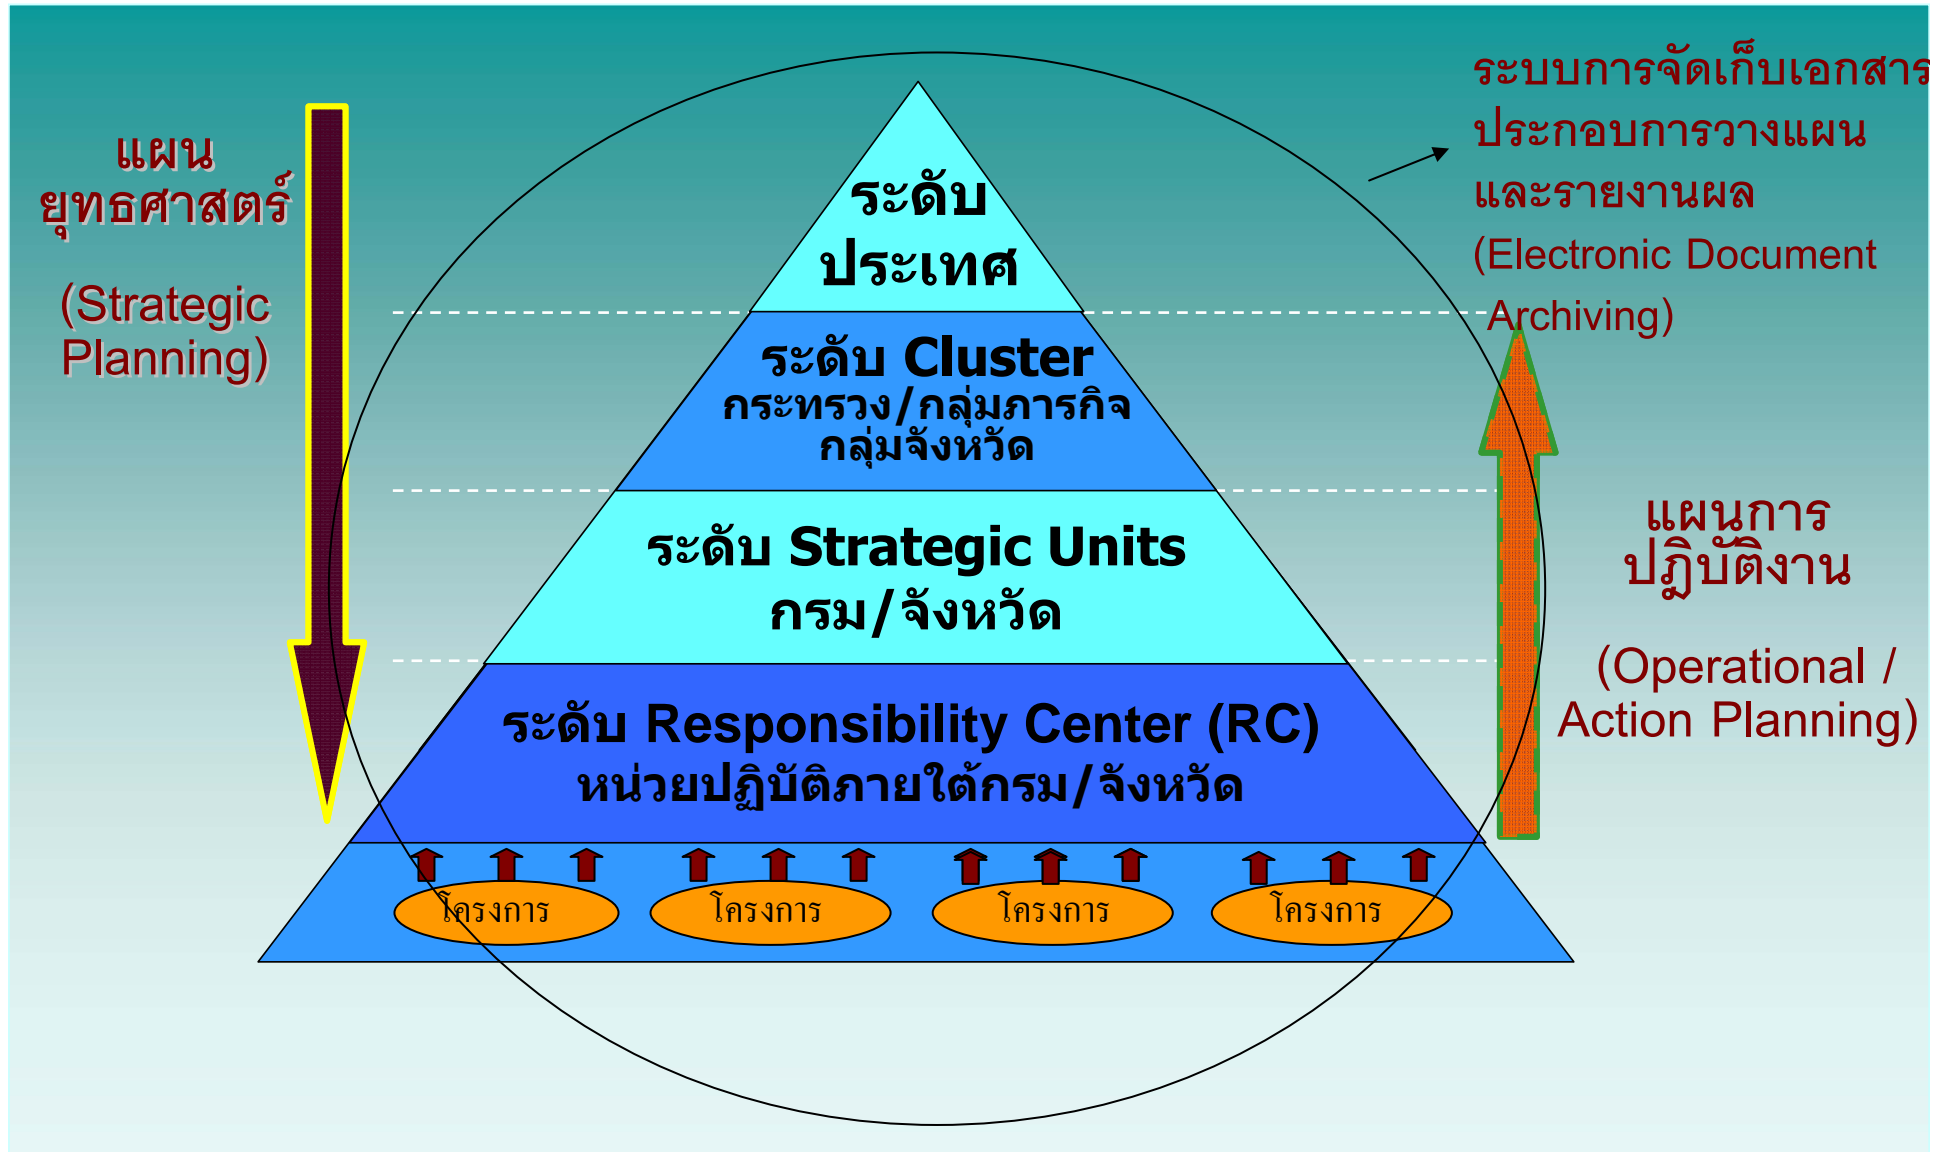 แผน
ยุทธศาสตร์
(Strategic
Planning)
ระดับ
ประเทศ
ระดับ Cluster
กระทรวง/กลุ่มภารกิจ
กลุ่มจังหวัด
ระดับ Strategic Units
กรม/จังหวัด
ระดับ Responsibility Center (RC)
หน่วยปฏิบัติภายใต้กรม/จังหวัด
โครงการ
โครงการ
โครงการ
โครงการ
ระบบการจัดเก็บเอกสาร
ประกอบการวางแผน
และรายงานผล
(Electronic Document
Archiving)
แผนการ
ปฎิบัติงาน
(Operational /
Action Planning)